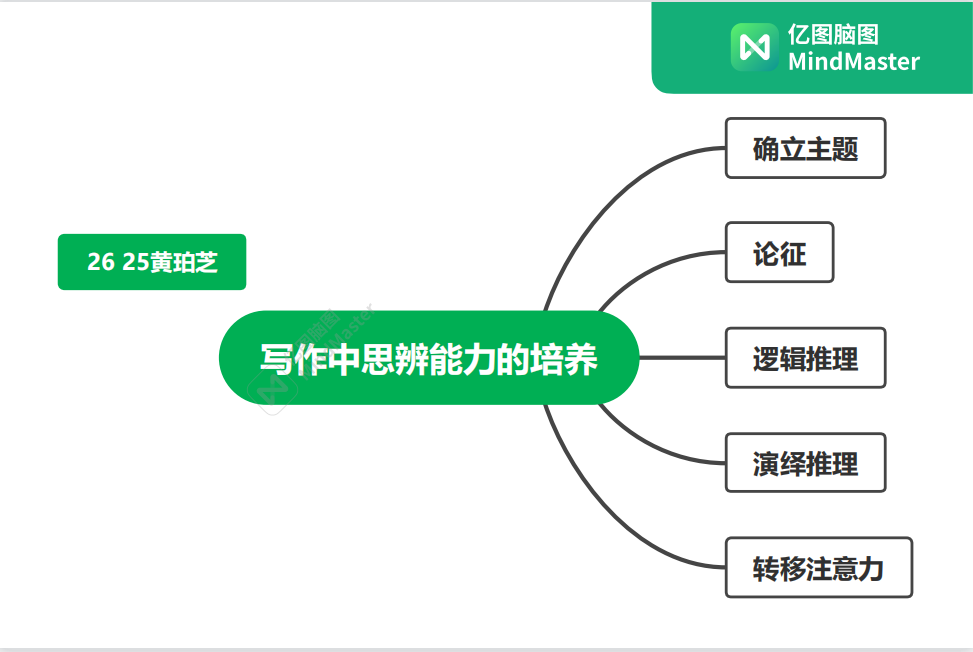 亿图脑图
MindMaster
确立主题
26 25黄珀芝
论征
写作中思辨能力的培养
亿图脑图
MindMaster
逻辑推理
演绎推理
转移注意力